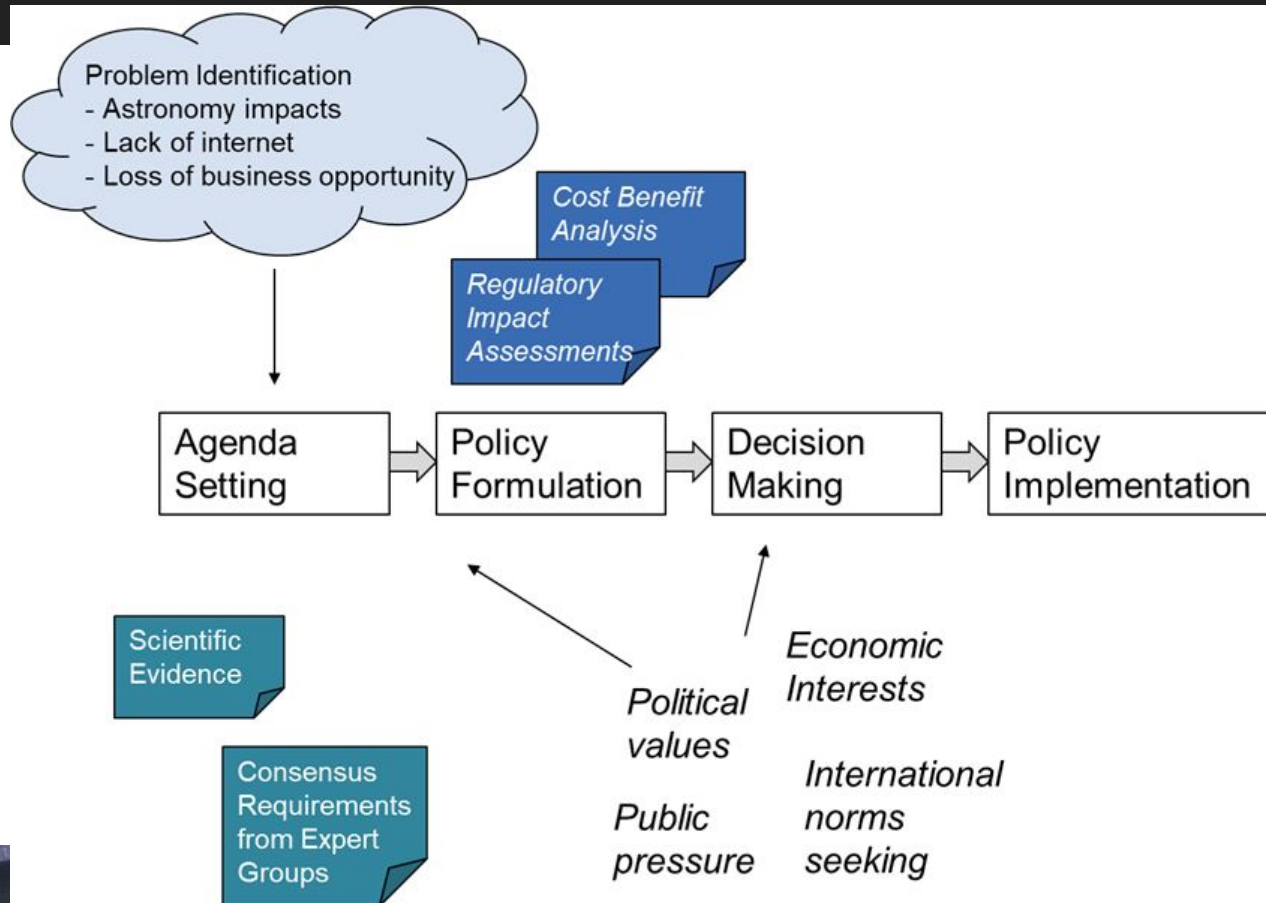 Problem Identification
- Astronomy impacts
- Lack of internet
- Loss of business opportunity
Cost Benefit
Analysis
Regulatory
Impact
Assessments
Agenda
Setting
Policy
Formulation
Decision
Making
Policy
Implementation
Scientific
Evidence
Consensus
Requirements
from Expert
Groups
Political
values
Economic
Interests
Public
pressure
International
norms
seeking